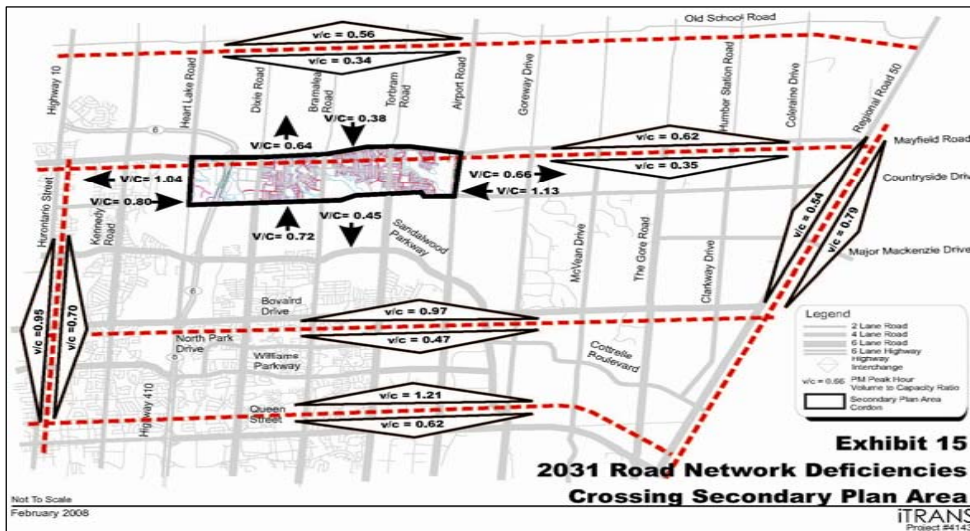 Old School Road
v/c = 0.56
v/c = 0.34
Highway 10
Heart Lake Road
Dixie Road
Bramalea Road
Torbram Road
Airport Road
Goreway Drive
Humber Station Road
Coleraine Drive
Regional Road 50
6
V/C= 0.38
V/C= 0.64
v/c = 0.62
v/c = 0.35
Mayfield Road
V/C= 1.04
V/C= 0.66
V/C= 1.13
V/C= 0.80
Countryside Driv
Hurontario Street
Kennedy Road
V/C= 0.72
V/C= 0.45
Sandalwood Parkway
McVean Drive
The Gore Road
Clarkway Drive
v/c = 0.54
v/c = 0.79
Major Mackenzie Drive
v/c =0.95
v/c =0.70
6
Bovaird Drive
v/c = 0.97
v/c = 0.47
North Park Drive
Williams Parkway
Cottrelle Boulevard
Highway 410
Queen Street
v/c = 1.21
v/c = 0.62
Legend
2 Lane Road
4 Lane Road
6 Lane Road
6 Lane Highway
Highway Interchange
v/c = 0.66 PM Peak Hour
Volume to Capacity Ratio
Secondary Plan Area
Cordon
Exhibit 15
2031 Road Network Deficiencies
Crossing Secondary Plan Area
Not To Scale
February 2008
iTRANS
Project #4143